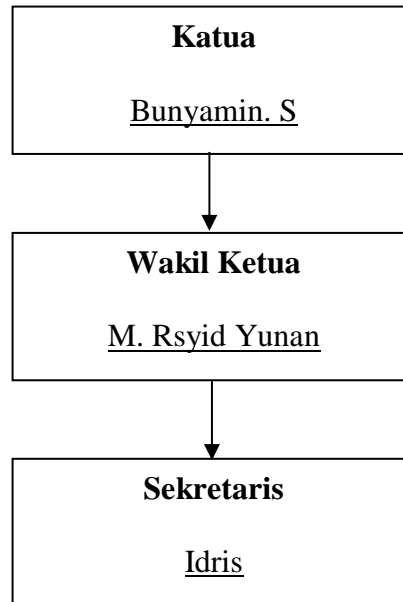 Katua
Bunyamin. S
Wakil Ketua
M. Rsyid Yunan
Sekretaris
Idris